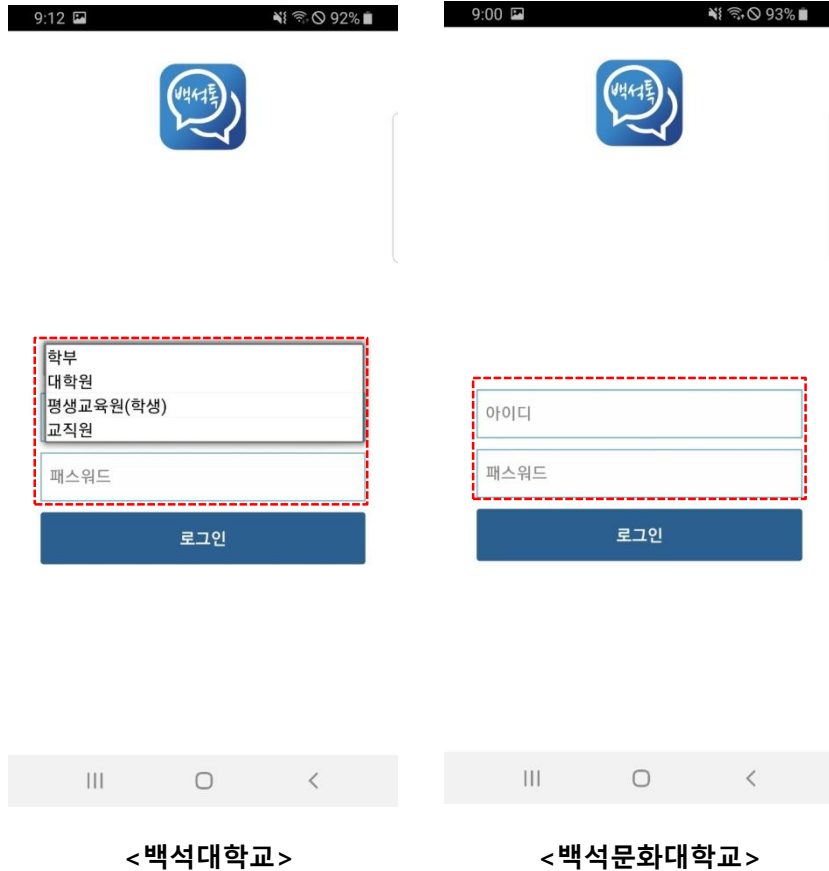 9:12 92%
백석톡
학부
대학원
평생교육원(학생)
교직원
패스워드
로그인
<백석대학교>
9:00 93%
백석톡
아이디
패스워드
로그인
<백석문화대학교>